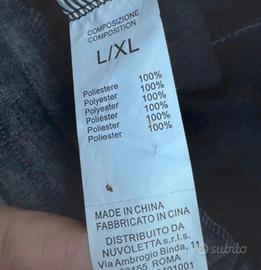 COMPOSIZIONE
COMPOSITION
L/XL
Poliestere 100%
Polyester 100%
Polyester 100%
Poliéster 100%
Poliester 100%
Poliester 100%
MADE IN CHINA
FABBRICATO IN CINA
DISTRIBUITO DA
NUVOLETTA s.r.l.s.
Via Ambrogio Binda, 11
ROMA
subito